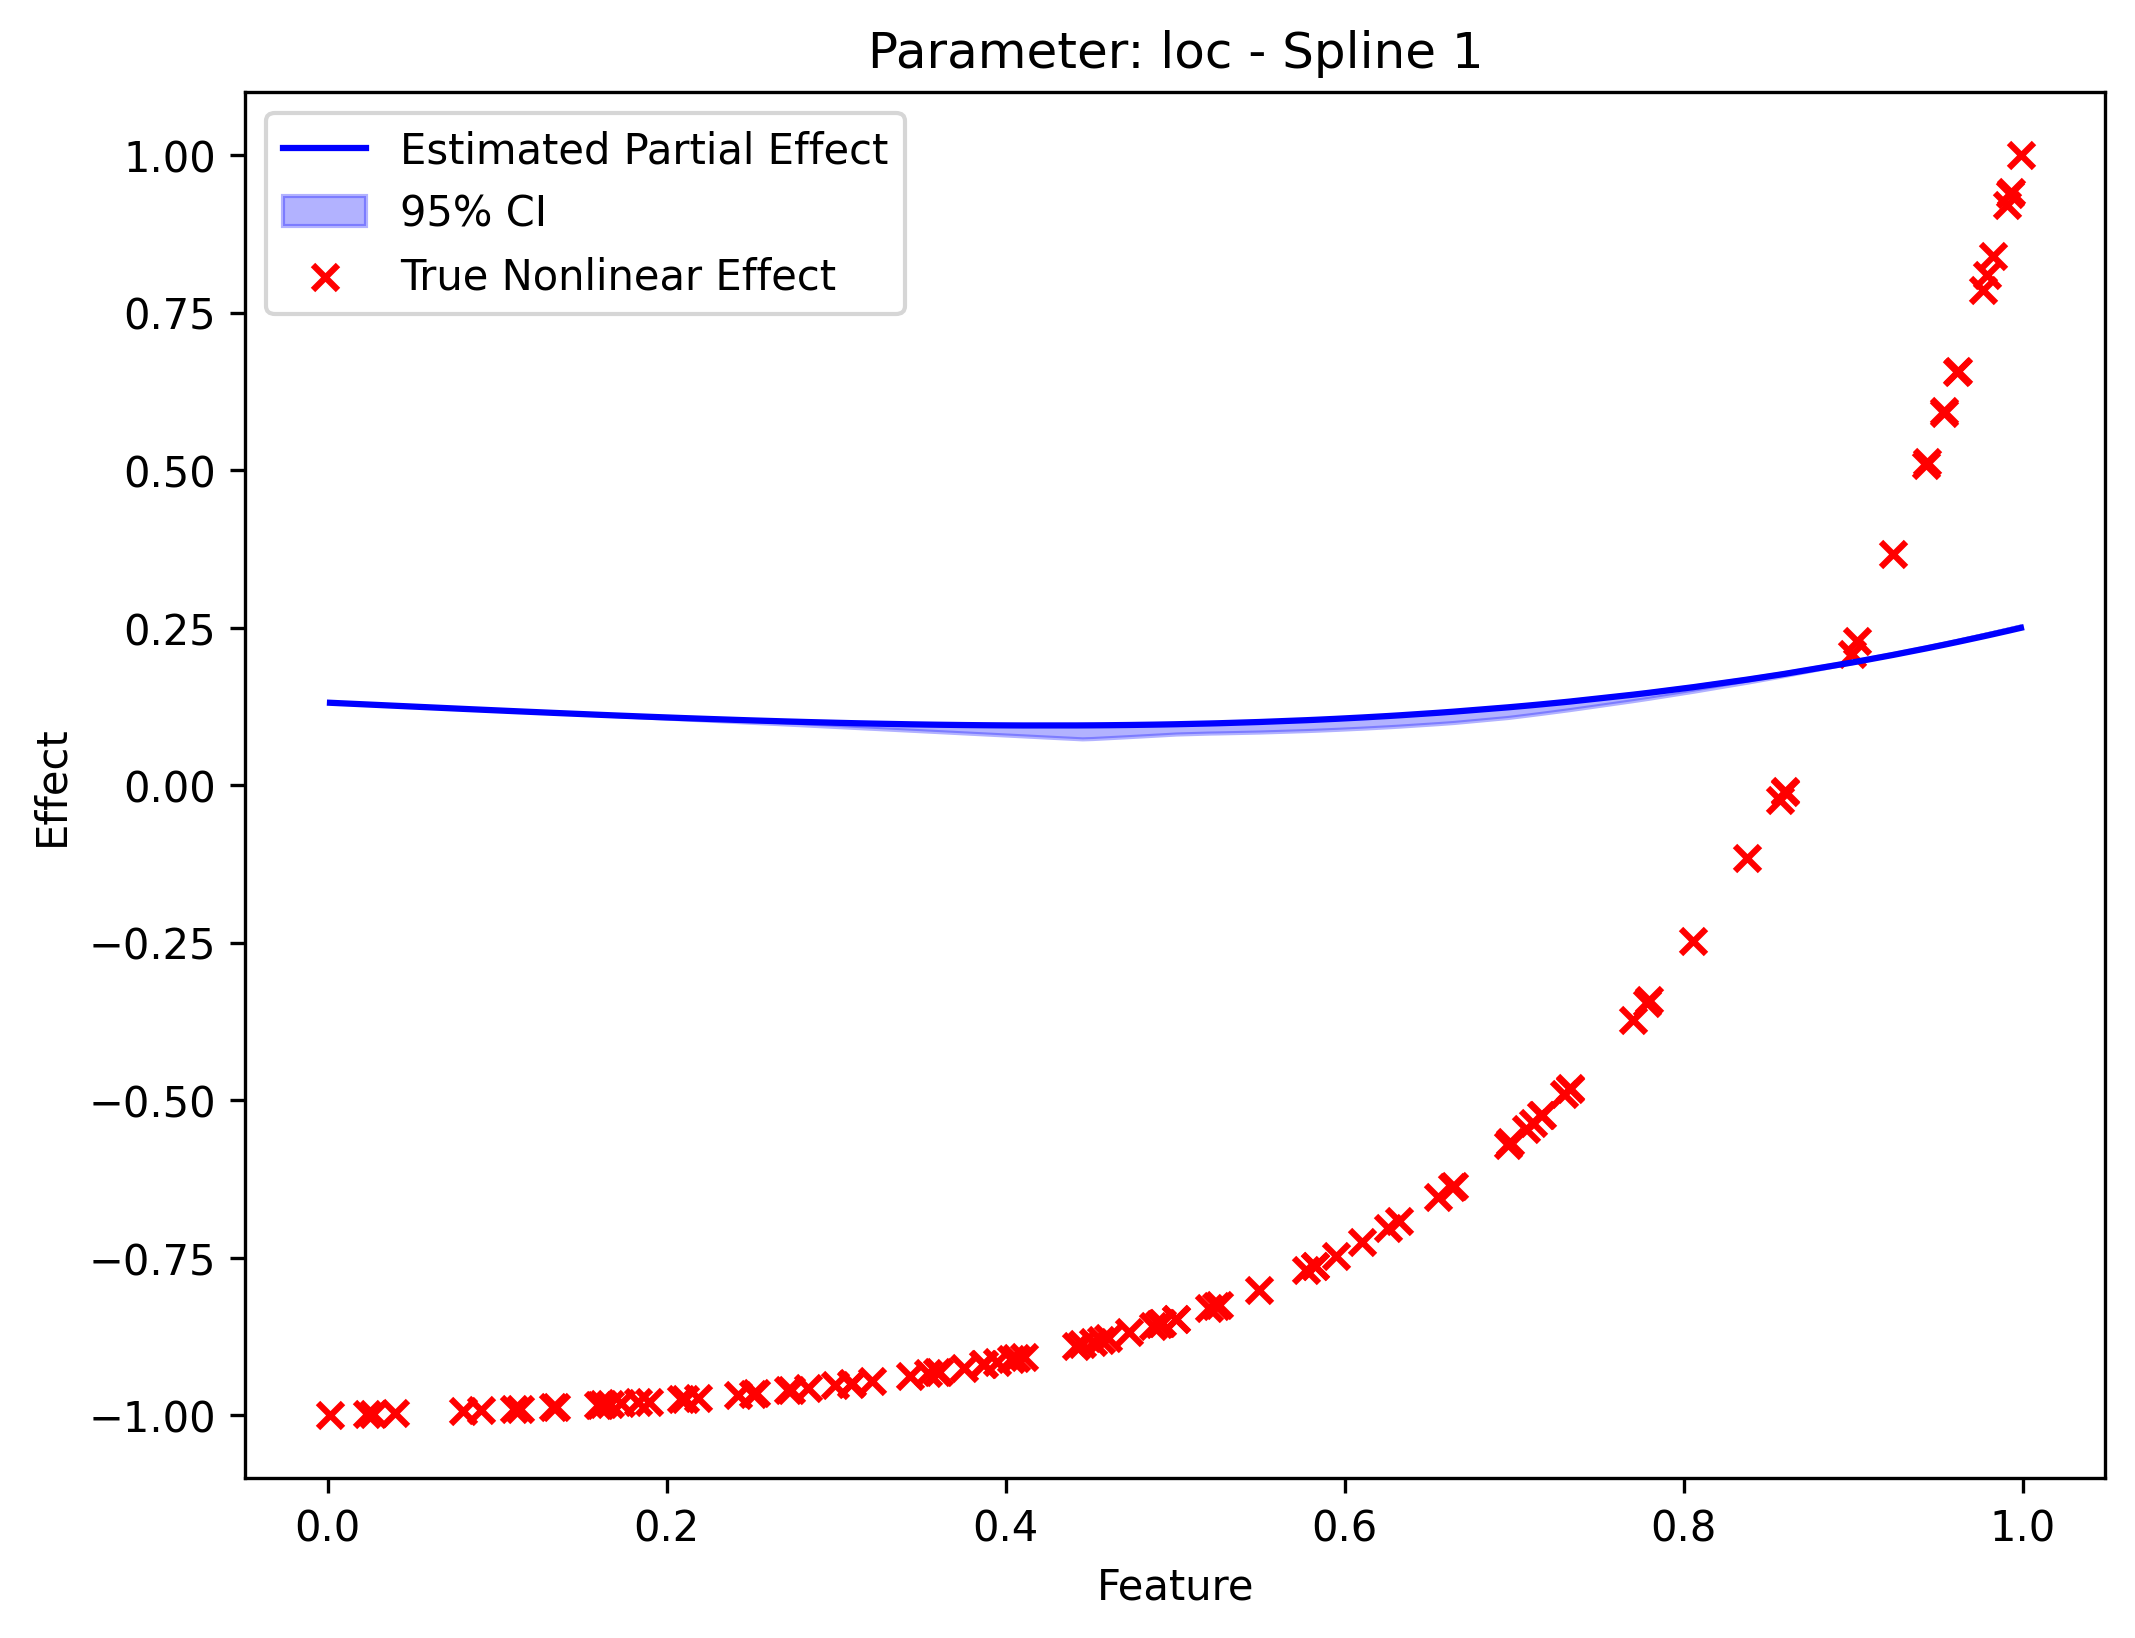 Parameter: loc - Spline 1
Estimated Partial Effect
95% CI
True Nonlinear Effect
1.00
0.75
0.50
0.25
0.00
−0.25
−0.50
−0.75
−1.00
Effect
0.0 0.2 0.4 0.6 0.8 1.0
Feature